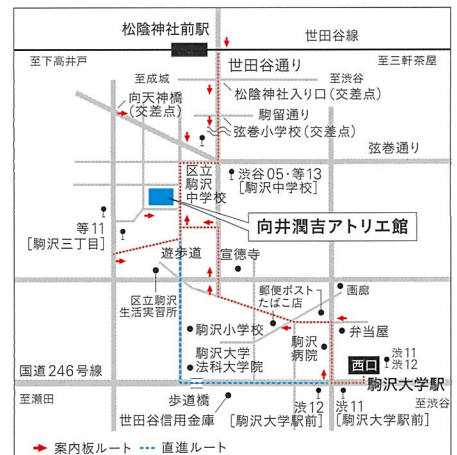 松陰神社前駅
世田谷線
至下高井戸
世田谷通り
至三軒茶屋
至成城
至渋谷
向天神橋
(交差点)
松陰神社入り口(交差点)
駒留通り
弦巻小学校(交差点)
弦巻通り
区立
駒沢
中学校
渋谷05・等13
[駒沢中学校]
向井潤吉アトリエ館
等11
[駒沢三丁目]
遊歩道
宣徳寺
区立駒沢
生活実習所
郵便ポスト
たばこ店
画廊
駒沢小学校
駒沢
病院
弁当屋
駒沢大学
法科大学院
西口
渋11
渋12
国道246号線
駒沢大学駅
至瀬田
歩道橋
至渋谷
世田谷信用金庫
渋12
[駒沢大学駅前]
渋11
[駒沢大学駅前]
案内板ルート
直進ルート